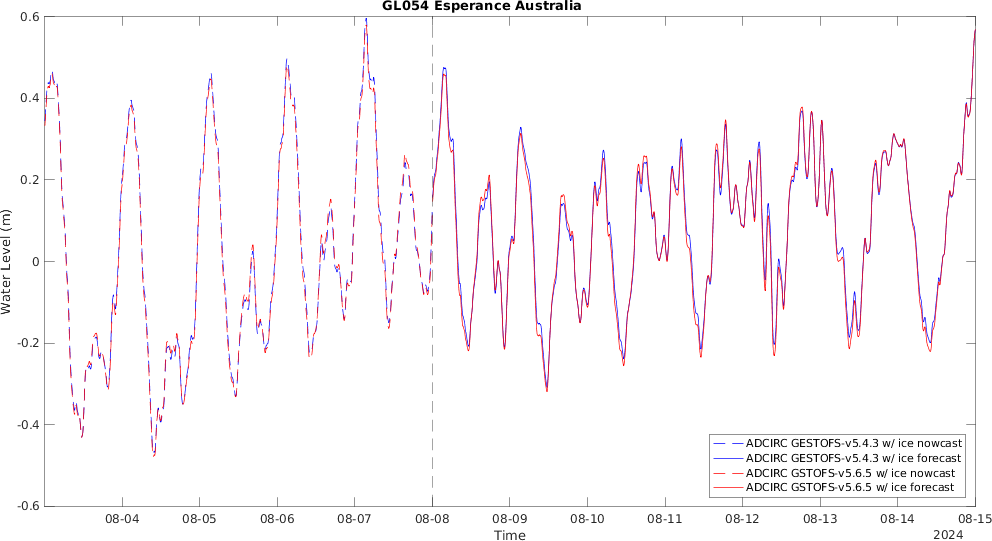 GL054 Esperance Australia
0.6
0.4
0.2
0
-0.2
-0.4
-0.6
Water Level (m)
ADCIRC GESTOFS-v5.4.3 w/ ice nowcast
ADCIRC GESTOFS-v5.4.3 w/ ice forecast
ADCIRC GSTOFS-v5.6.5 w/ ice nowcast
ADCIRC GSTOFS-v5.6.5 w/ ice forecast
08-04 08-05 08-06 08-07 08-08 08-09 08-10 08-11 08-12 08-13 08-14 08-15
Time
2024